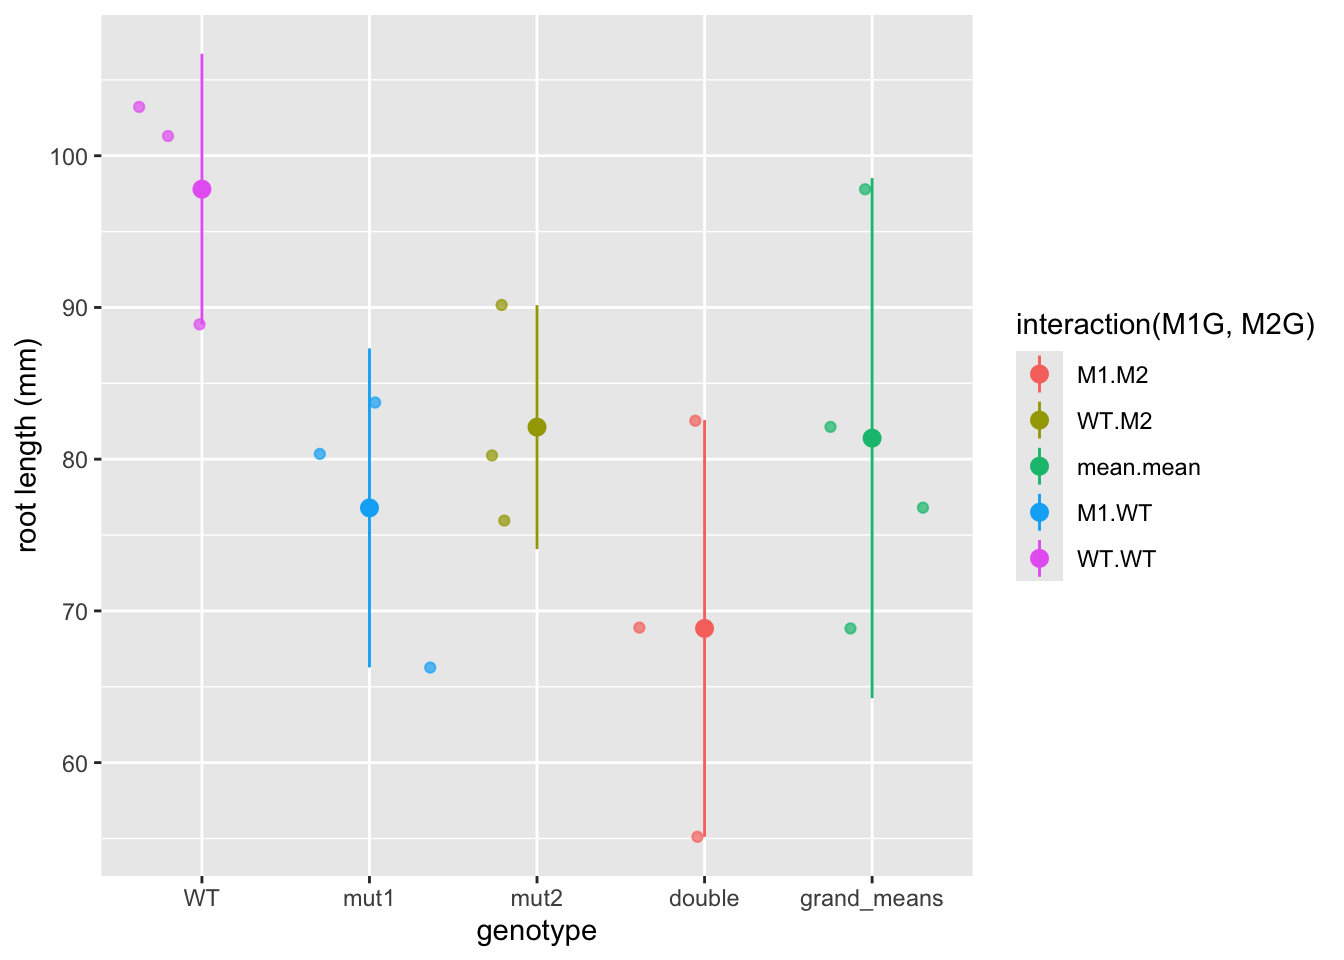 root length (mm)
100
90
80
70
60
WT
mut1
mut2
double
grand_means
genotype
interaction(M1G, M2G)
M1.M2
WT.M2
mean.mean
M1.WT
WT.WT